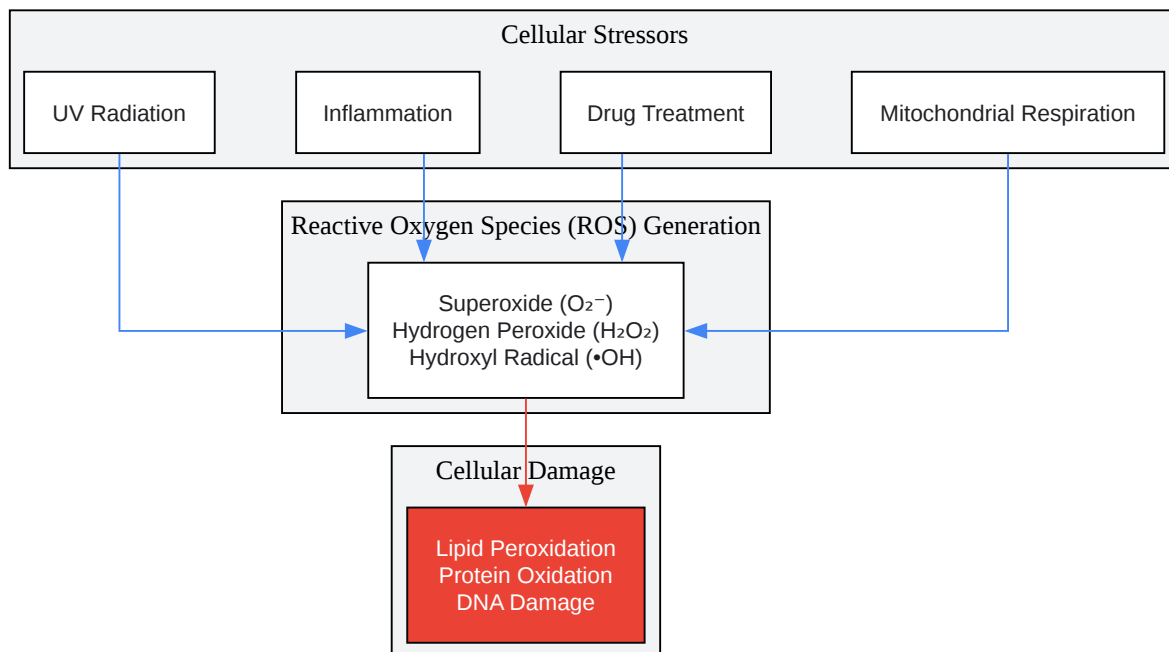 Cellular Stressors
UV Radiation
Inflammation
Drug Treatment
Mitochondrial Respiration
Reactive Oxygen Species (ROS) Generation
Superoxide (O₂⁻)
Hydrogen Peroxide (H₂O₂)
Hydroxyl Radical (•OH)
Cellular Damage
Lipid Peroxidation
Protein Oxidation
DNA Damage